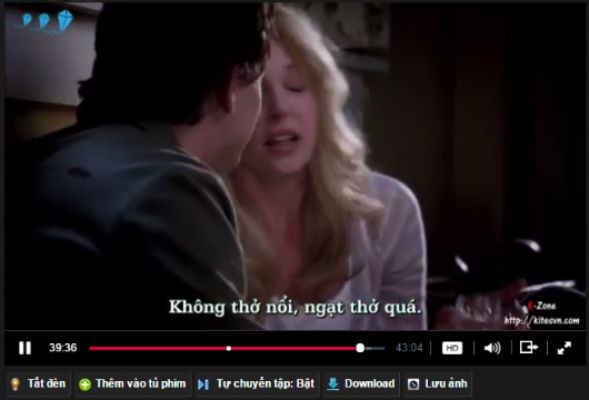 Không thở nổi, ngạt thở quá.
E-Zone
http://kitesvn.com
39:36
43:04
HD
Tắt đèn
Thêm vào tủ phim
Tự chuyển tập: Bật
Download
Lưu ảnh